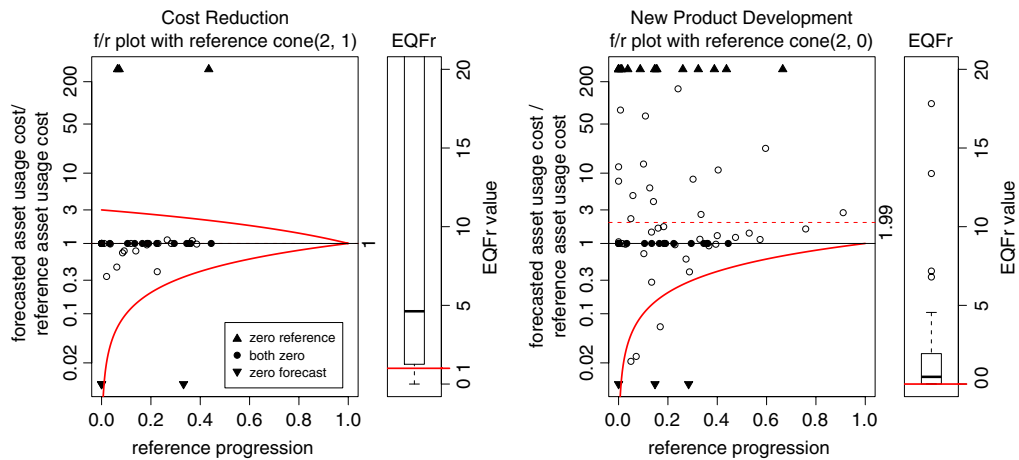 Cost Reduction
f/r plot with reference cone(2, 1)
EQFr
forecasted asset usage cost/
reference asset usage cost
200
50
10
3
1
0.3
0.1
0.02
1
zero reference
both zero
zero forecast
0.0 0.2 0.4 0.6 0.8 1.0
reference progression
20
15
10
5
1
0
EQFr value
New Product Development
f/r plot with reference cone(2, 0)
EQFr
forecasted asset usage cost /
reference asset usage cost
200
50
10
3
1
0.3
0.1
0.02
1.99
0.0 0.2 0.4 0.6 0.8 1.0
reference progression
20
15
10
5
0
0
EQFr value